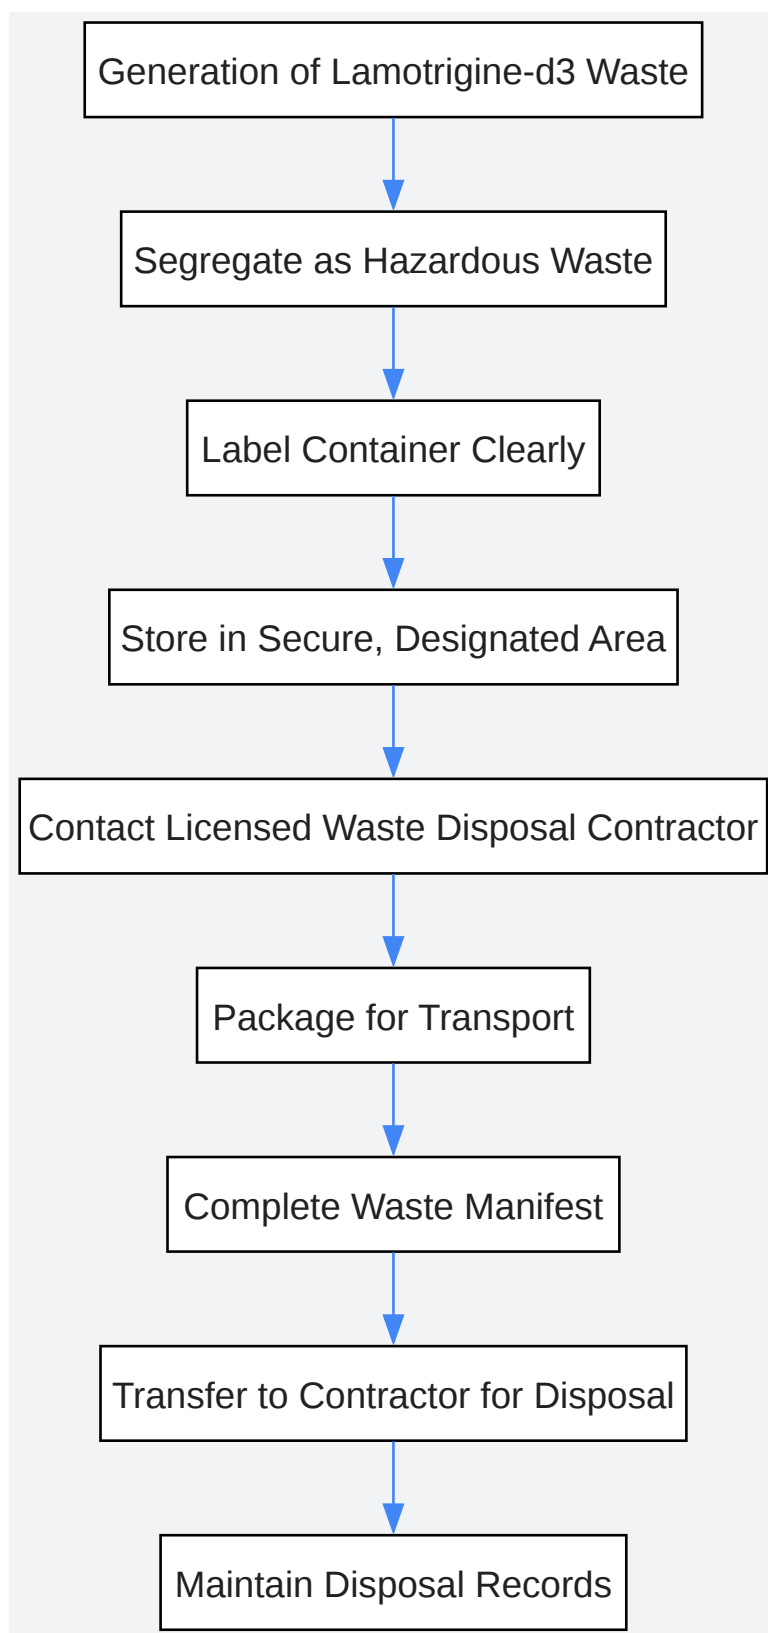 Generation of Lamotrigine-d3 Waste
Segregate as Hazardous Waste
Label Container Clearly
Store in Secure, Designated Area
Contact Licensed Waste Disposal Contractor
Package for Transport
Complete Waste Manifest
Transfer to Contractor for Disposal
Maintain Disposal Records